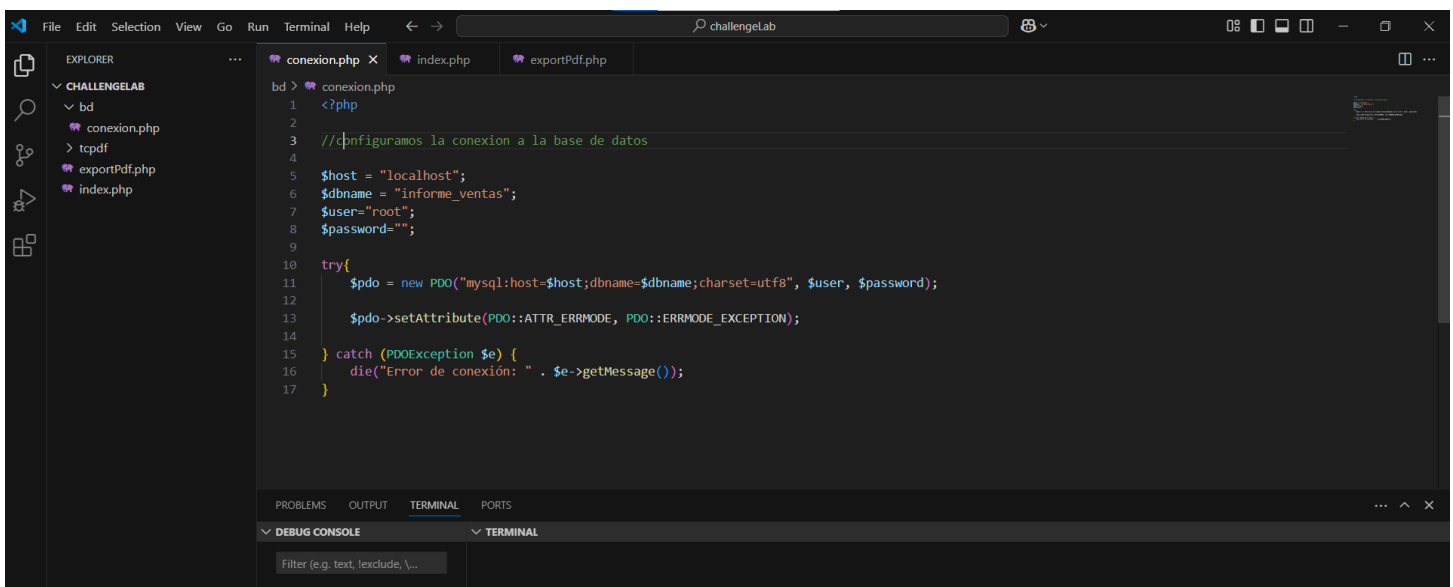 File Edit Selection View Go Run Terminal Help
challengeLab
EXPLORER
CHALLENGELAB
bd
conexion.php
tcpdf
exportPdf.php
index.php
conexion.php index.php exportPdf.php
bd > conexion.php
1 <?php
2
3 //configuramos la conexion a la base de datos
4
5 $host = "localhost";
6 $dbname = "informe_ventas";
7 $user="root";
8 $password="";
9
10 try{
11 $pdo = new PDO("mysql:host=$host;dbname=$dbname;charset=utf8", $user, $password);
12
13 $pdo->setAttribute(PDO::ATTR_ERRMODE, PDO::ERRMODE_EXCEPTION);
14
15 } catch (PDOException $e) {
16 die("Error de conexión: " . $e->getMessage());
17 }
PROBLEMS OUTPUT TERMINAL PORTS
DEBUG CONSOLE
Filter (e.g. text, !exclude, \...
TERMINAL